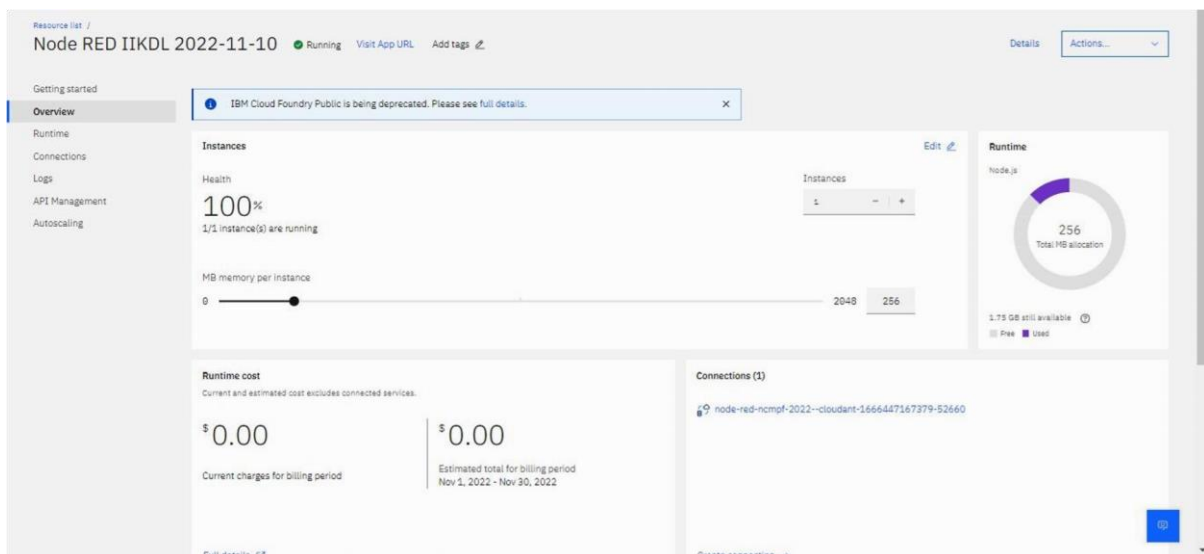 Resource list /
Node RED IIKDL 2022-11-10 Running Visit App URL Add tags
Details
Actions...
Getting started
Overview
Runtime
Connections
Logs
API Management
Autoscaling
IBM Cloud Foundry Public is being deprecated. Please see full details.
Instances
Edit
Health
100%
1/1 instance(s) are running
Instances
1 - +
MB memory per instance
0 2048 256
Runtime
Node.js
256
Total MB allocation
1.75 GB still available
Free Used
Runtime cost
Current and estimated cost excludes connected services.
$0.00
Current charges for billing period
$0.00
Estimated total for billing period
Nov 1, 2022 - Nov 30, 2022
Full details
Connections (1)
node-red-ncmpf-2022--cloudant-1666447167379-52660
Create connection